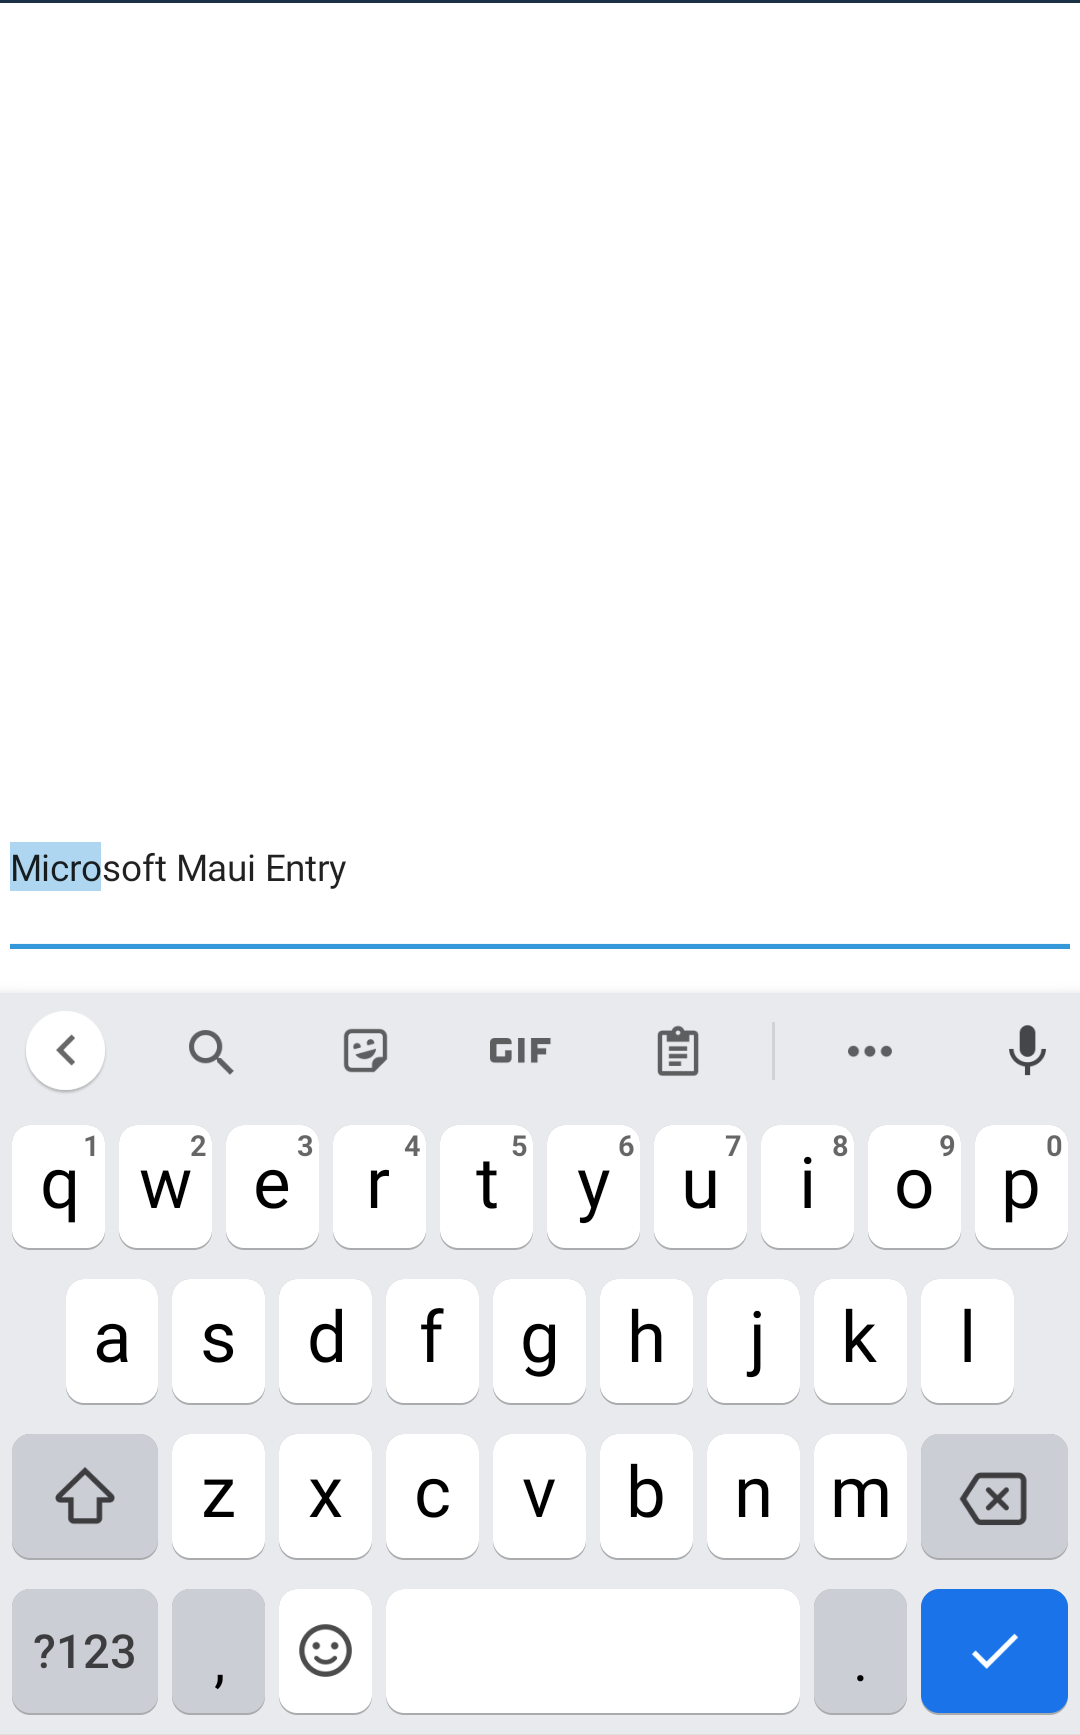 Microsoft Maui Entry
GIF
1 2 3 4 5 6 7 8 9 0
q w e r t y u i o p
a s d f g h j k l
z x c v b n m
?123 , .